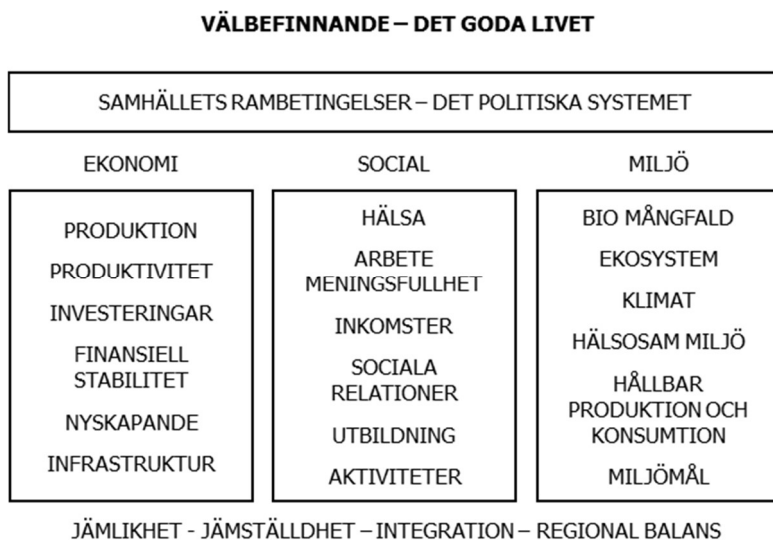 VÄLBEFINNANDE – DET GODA LIVET
SAMHÄLLETS RAMBETINGELSER – DET POLITISKA SYSTEMET
EKONOMI
PRODUKTION
PRODUKTIVITET
INVESTERINGAR
FINANSIELL
STABILITET
NYSKAPANDE
INFRASTRUKTUR
SOCIAL
HÄLSA
ARBETE
MENINGSFULLHET
INKOMSTER
SOCIALA
RELATIONER
UTBILDNING
AKTIVITETER
MILJÖ
BIO MÅNGFALD
EKOSYSTEM
KLIMAT
HÄLSOSAM MILJÖ
HÅLLBAR
PRODUKTION OCH
KONSUMTION
MILJÖMÅL
JÄMLIKHET - JÄMSTÄLLDHET – INTEGRATION – REGIONAL BALANS